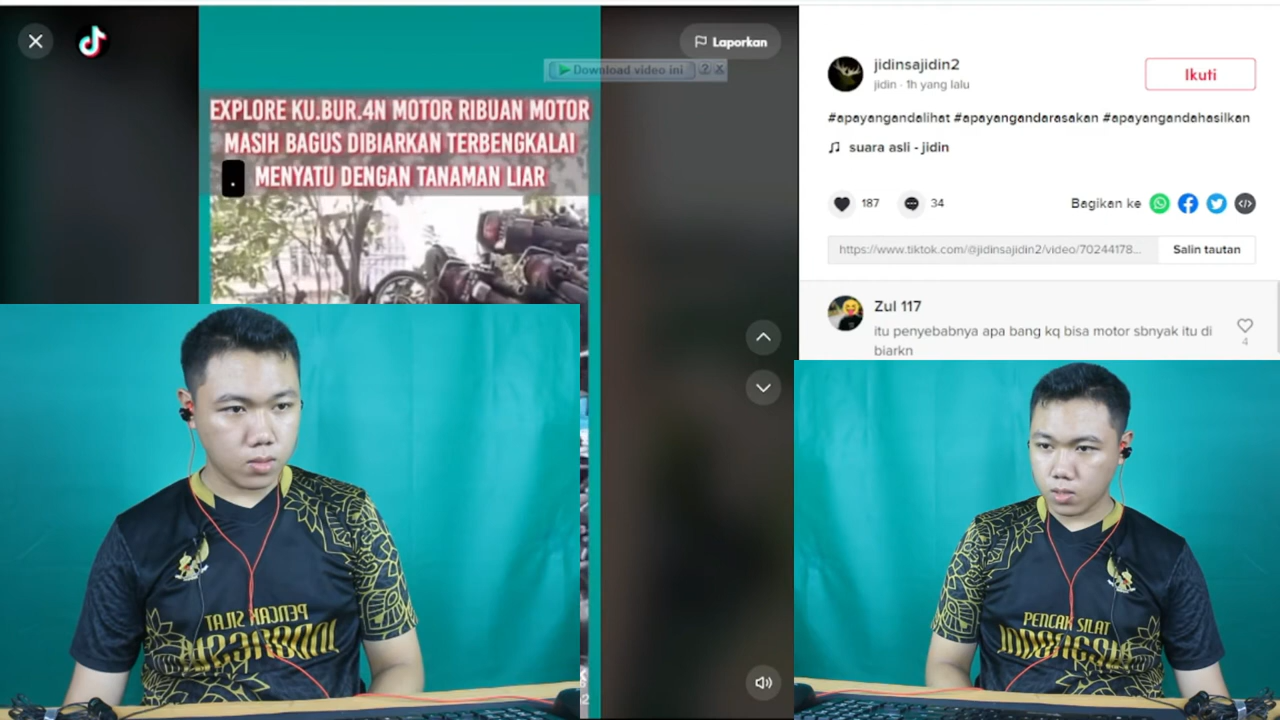 Laporkan
Download video ini
EXPLORE KU.BUR.4N MOTOR RIBUAN MOTOR
MASIH BAGUS DIBIARKAN TERBENGKALAI
MENYATU DENGAN TANAMAN LIAR
jidinsajidin2
jidin · 1h yang lalu
Ikuti
#apayangandalihat #apayangandarasakan #apayangandahasilkan
suara asli - jidin
187
34
Bagikan ke
https://www.tiktok.com/@jidinsajidin2/video/70244178...
Salin tautan
Zul 117
itu penyebabnya apa bang kq bisa motor sbnyak itu di
biarkn
4
PENCAK SILAT
INDONESIA
PENCAK SILAT
INDONESIA